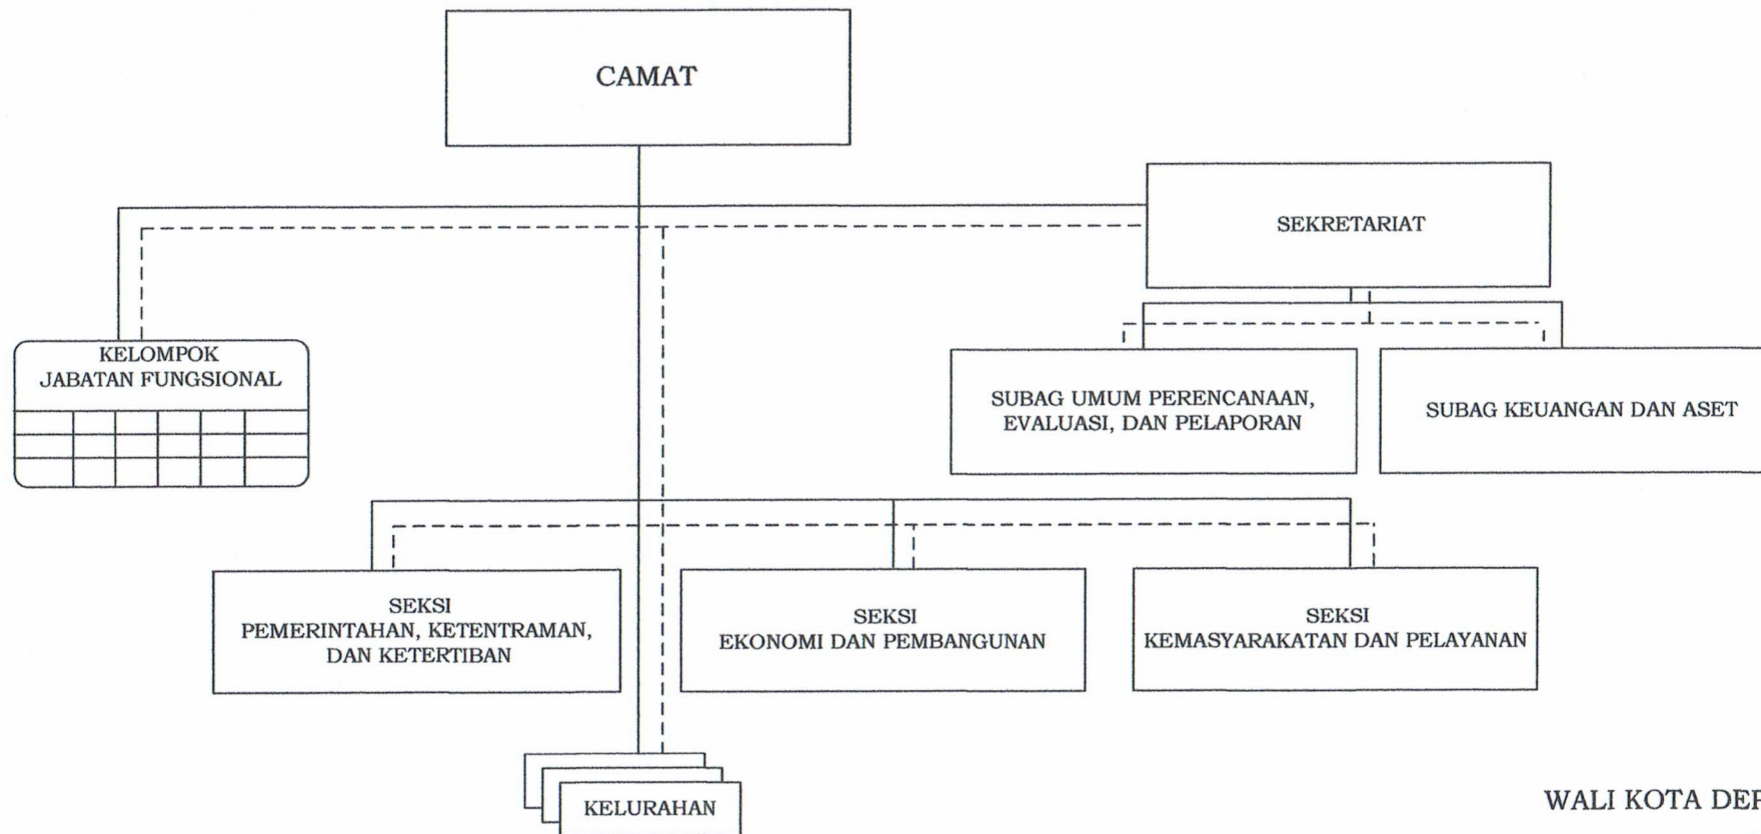 CAMAT
SEKRETARIAT
KELOMPOK
JABATAN FUNGSIONAL
SUBAG UMUM PERENCANAAN,
EVALUASI, DAN PELAPORAN
SUBAG KEUANGAN DAN ASET
SEKSI
PEMERINTAHAN, KETENTRAMAN,
DAN KETERTIBAN
SEKSI
EKONOMI DAN PEMBANGUNAN
SEKSI
KEMASYARAKATAN DAN PELAYANAN
KELURAHAN
WALI KOTA